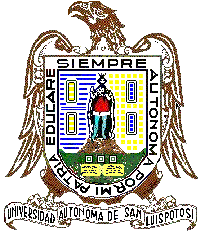 SIEMPRE AUTONOMA POR MI PATRIA EDUCARE
UNIVERSIDAD AUTONOMA DE SAN LUIS POTOSI